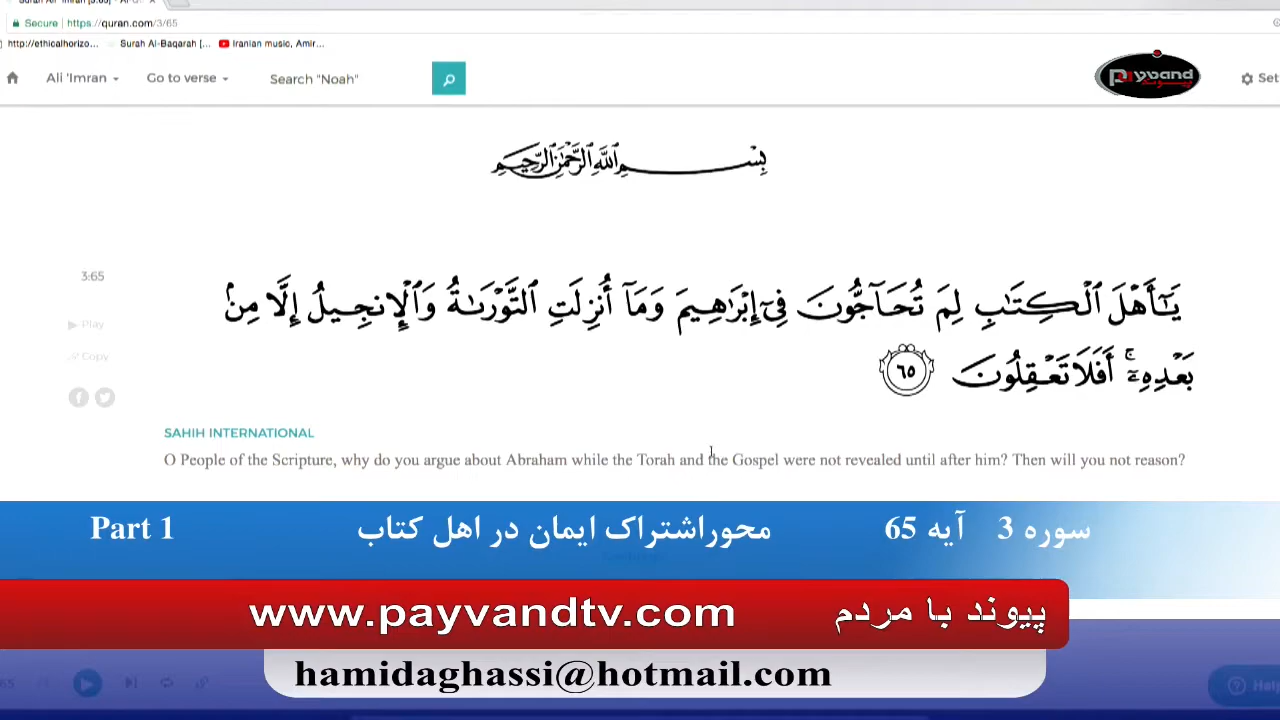 Secure | https://quran.com/3/65
http://ethicalhorizo... Surah Al-Baqarah [... Iranian music, Amir...
Ali 'Imran Go to verse Search "Noah" Payvand Set
بِسْمِ ٱللَّهِ ٱلرَّحْمَٰنِ ٱلرَّحِيمِ
3:65
يَـٰٓأَهْلَ ٱلْكِتَـٰبِ لِمَ تُحَآجُّونَ فِىٓ إِبْرَٰهِيمَ وَمَآ أُنزِلَتِ ٱلتَّوْرَىٰةُ وَٱلْإِنجِيلُ إِلَّا مِنۢ
Play
بَعْدِهِۦٓ ۚ أَفَلَا تَعْقِلُونَ ٦٥
Copy
SAHIH INTERNATIONAL
O People of the Scripture, why do you argue about Abraham while the Torah and the Gospel were not revealed until after him? Then will you not reason?
سوره 3 آیه 65 محوراشتراک ایمان در اهل کتاب Part 1
پیوند با مردم www.payvandtv.com
hamidaghassi@hotmail.com